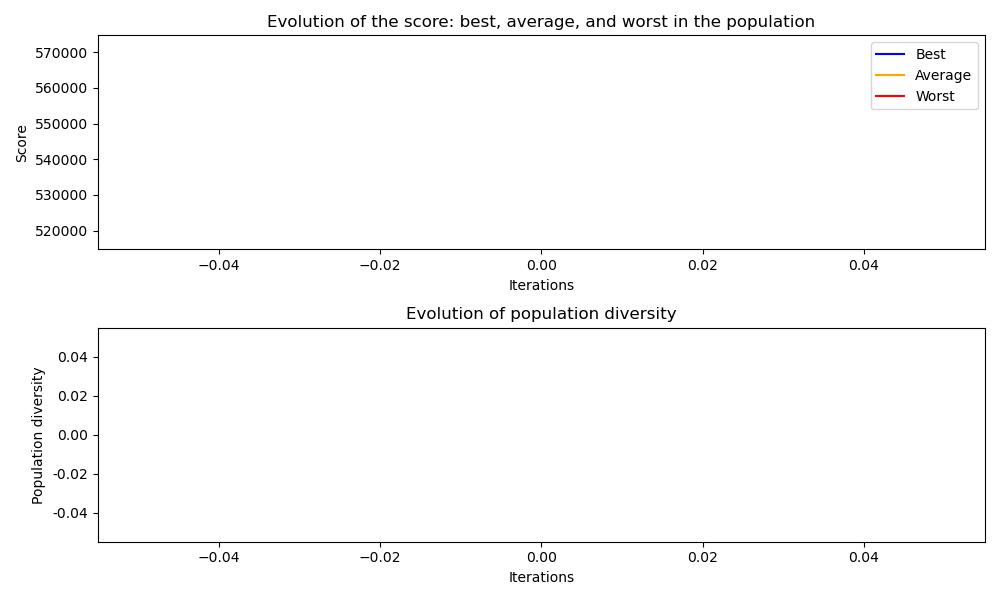 Evolution of the score: best, average, and worst in the population
570000
560000
550000
540000
530000
520000
Score
Best
Average
Worst
−0.04
−0.02
0.00
0.02
0.04
Iterations
Evolution of population diversity
0.04
0.02
0.00
-0.02
-0.04
Population diversity
−0.04
−0.02
0.00
0.02
0.04
Iterations